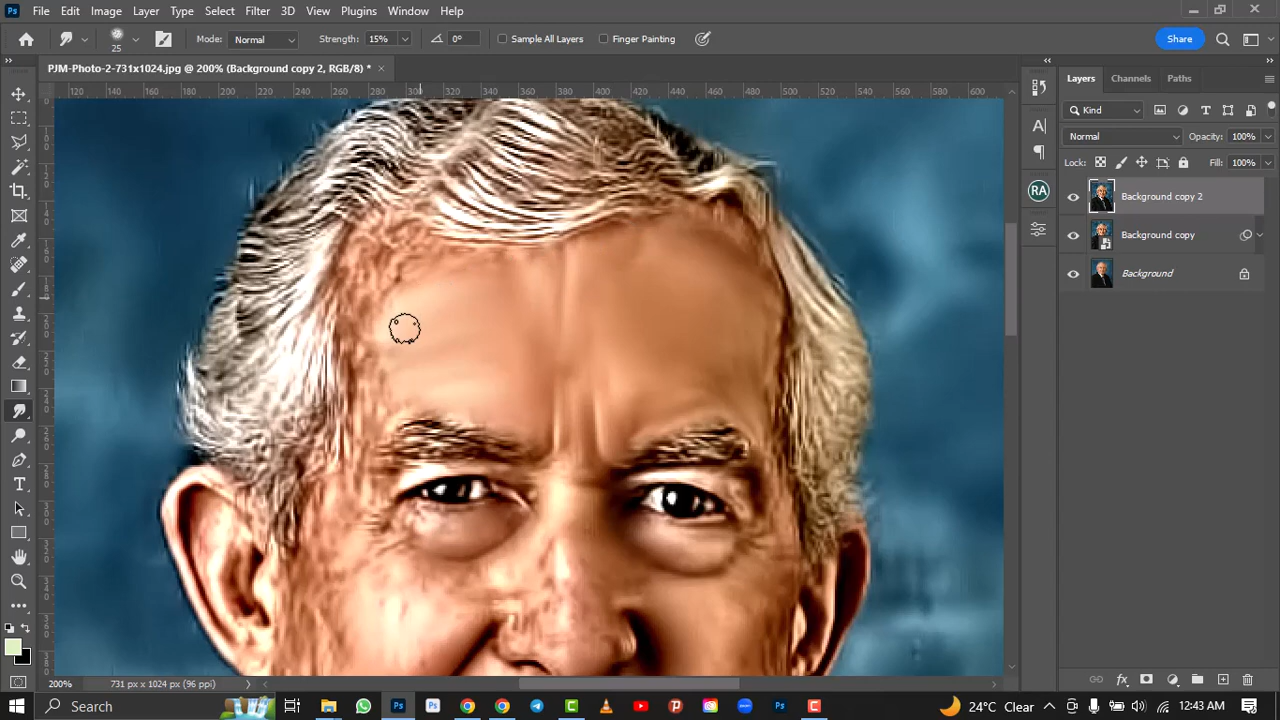 Ps File Edit Image Layer Type Select Filter 3D View Plugins Window Help
25 Mode: Normal Strength: 15% 0° Sample All Layers Finger Painting Share
PJM-Photo-2-731x1024.jpg @ 200% (Background copy 2, RGB/8) * ×
120 140 160 180 200 220 240 260 280 300 320 340 360 380 400 420 440 460 480 500 520 540 560 580 600
Layers Channels Paths
Kind
Normal Opacity: 100%
Lock: Fill: 100%
RA
Background copy 2
Background copy
Background
200% 731 px x 1024 px (96 ppi)
Search 24°C Clear 2:43 AM